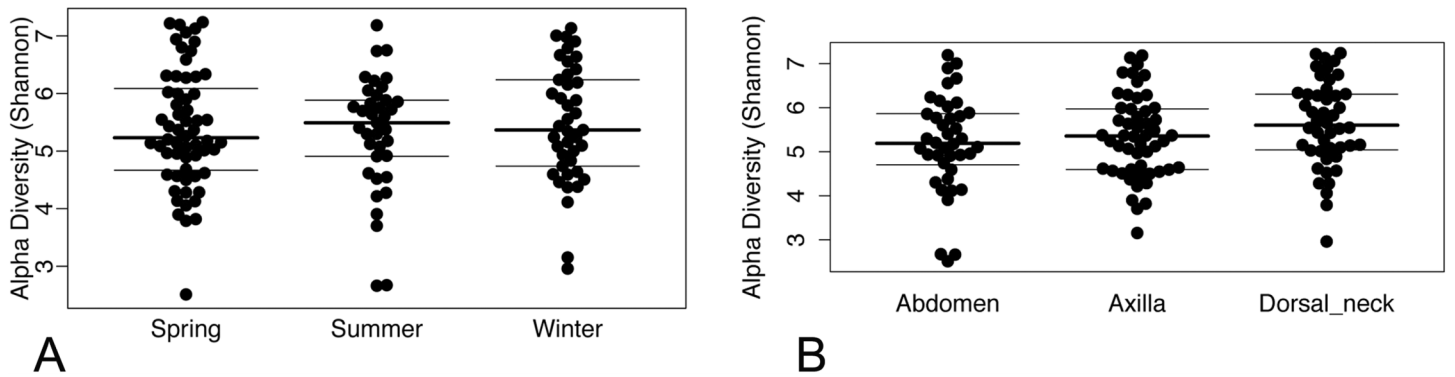 Alpha Diversity (Shannon)
7
6
5
4
3
Spring Summer Winter
A
Alpha Diversity (Shannon)
7
6
5
4
3
Abdomen Axilla Dorsal_neck
B